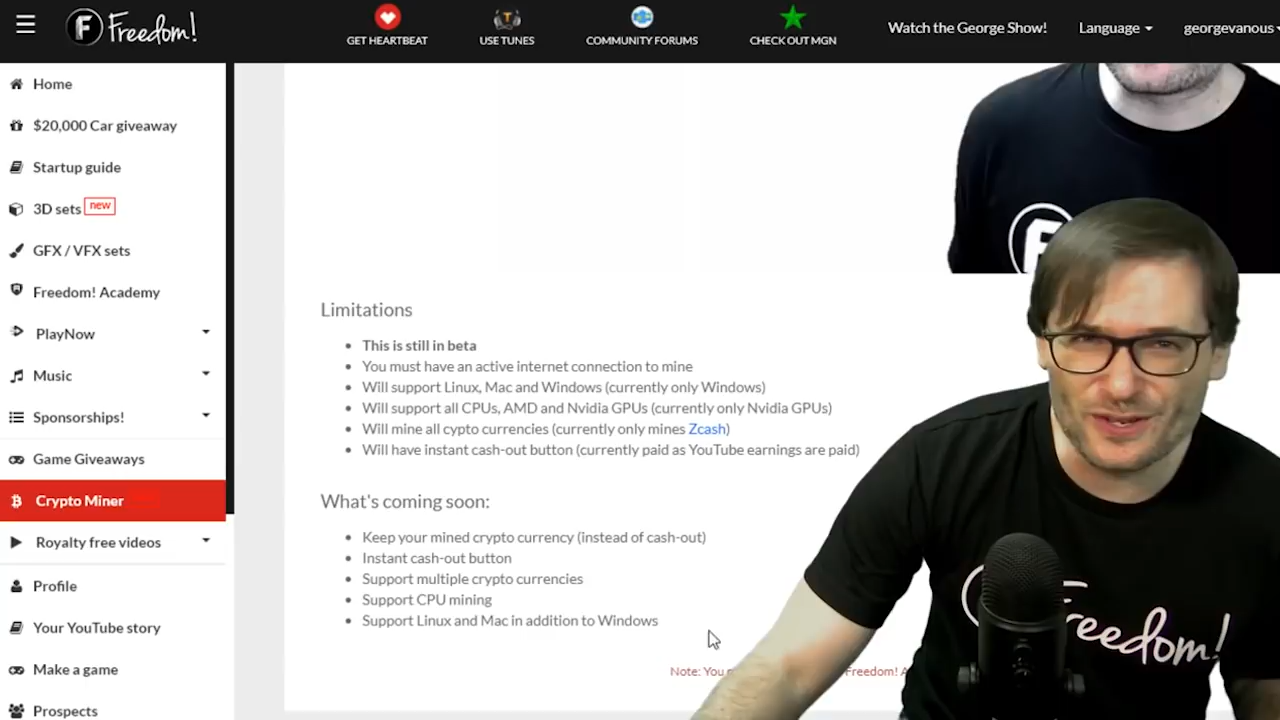 Freedom!
GET HEARTBEAT
USE TUNES
COMMUNITY FORUMS
CHECK OUT MGN
Watch the George Show!
Language
georgevanous
Home
$20,000 Car giveaway
Startup guide
3D sets new
GFX / VFX sets
Freedom! Academy
PlayNow
Music
Sponsorships!
Game Giveaways
Crypto Miner
Royalty free videos
Profile
Your YouTube story
Make a game
Prospects
Limitations
This is still in beta
You must have an active internet connection to mine
Will support Linux, Mac and Windows (currently only Windows)
Will support all CPUs, AMD and Nvidia GPUs (currently only Nvidia GPUs)
Will mine all cypto currencies (currently only mines Zcash)
Will have instant cash-out button (currently paid as YouTube earnings are paid)
What's coming soon:
Keep your mined crypto currency (instead of cash-out)
Instant cash-out button
Support multiple crypto currencies
Support CPU mining
Support Linux and Mac in addition to Windows
Note: You
Freedom!
Freedom!